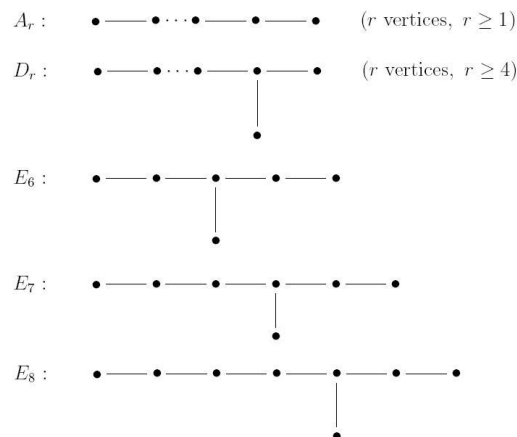 A_r : (r vertices, r ≥ 1)
D_r : (r vertices, r ≥ 4)
E_6 :
E_7 :
E_8 :